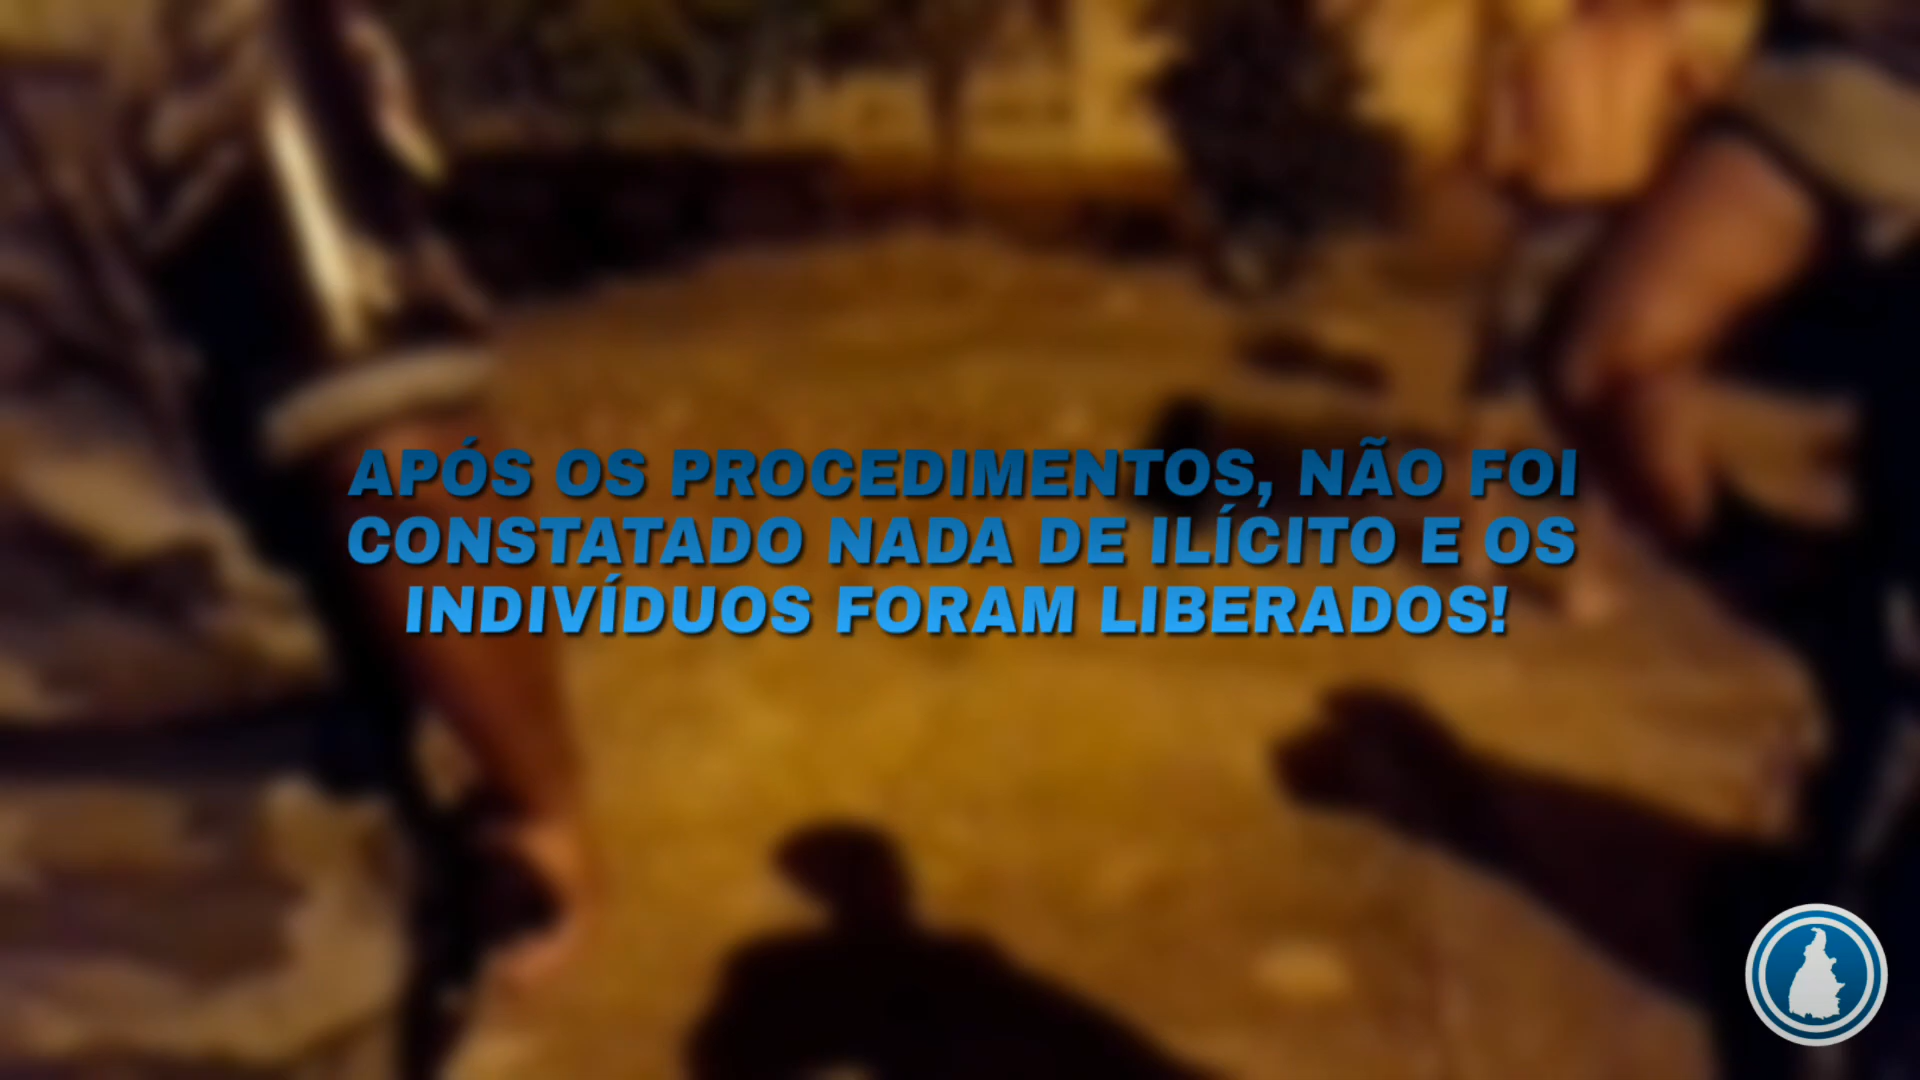 APÓS OS PROCEDIMENTOS, NÃO FOI
CONSTATADO NADA DE ILÍCITO E OS
INDIVÍDUOS FORAM LIBERADOS!